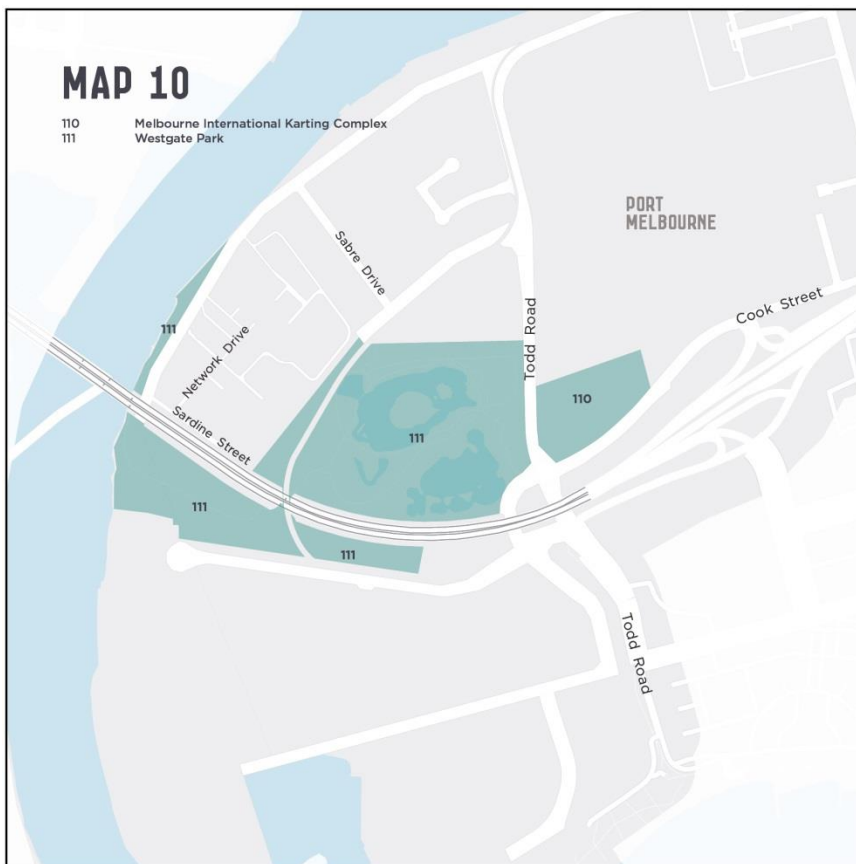 MAP 10
110 Melbourne International Karting Complex
111 Westgate Park
PORT
MELBOURNE
Sabre Drive
Cook Street
Todd Road
111
Network Drive
110
Sardine Street
111
111
111
Todd Road